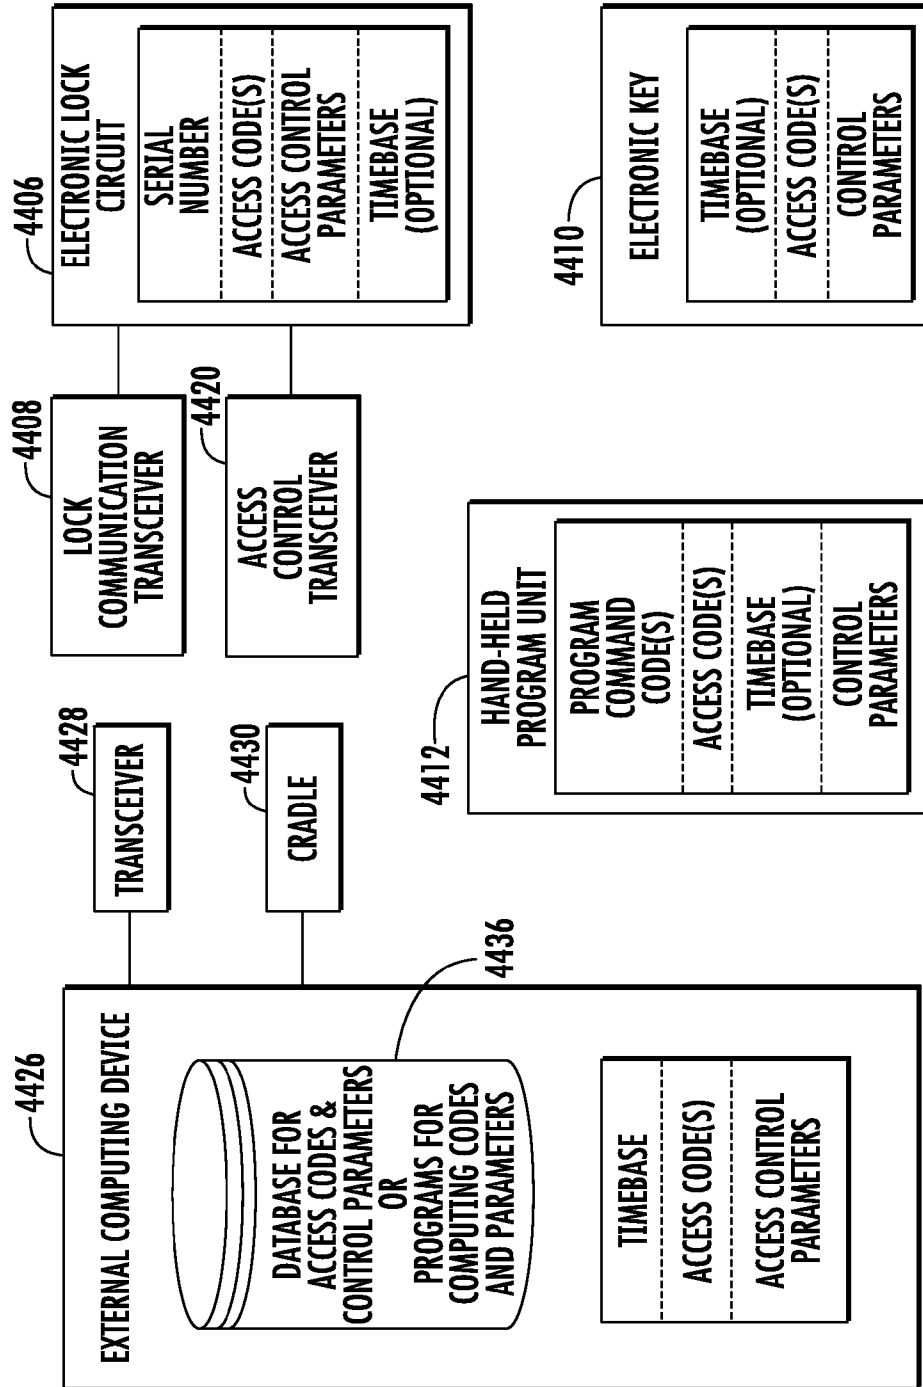 4426
EXTERNAL COMPUTING DEVICE
DATABASE FOR
ACCESS CODES &
CONTROL PARAMETERS
OR
PROGRAMS FOR
COMPUTING CODES
AND PARAMETERS
4436
TIMEBASE
ACCESS CODE(S)
ACCESS CONTROL
PARAMETERS
4428
TRANSCEIVER
4430
CRADLE
4408
LOCK
COMMUNICATION
TRANSCEIVER
4420
ACCESS
CONTROL
TRANSCEIVER
4412
HAND-HELD
PROGRAM UNIT
PROGRAM
COMMAND
CODE(S)
ACCESS CODE(S)
TIMEBASE
(OPTIONAL)
CONTROL
PARAMETERS
4406
ELECTRONIC LOCK
CIRCUIT
SERIAL
NUMBER
ACCESS CODE(S)
ACCESS CONTROL
PARAMETERS
TIMEBASE
(OPTIONAL)
4410
ELECTRONIC KEY
TIMEBASE
(OPTIONAL)
ACCESS CODE(S)
CONTROL
PARAMETERS